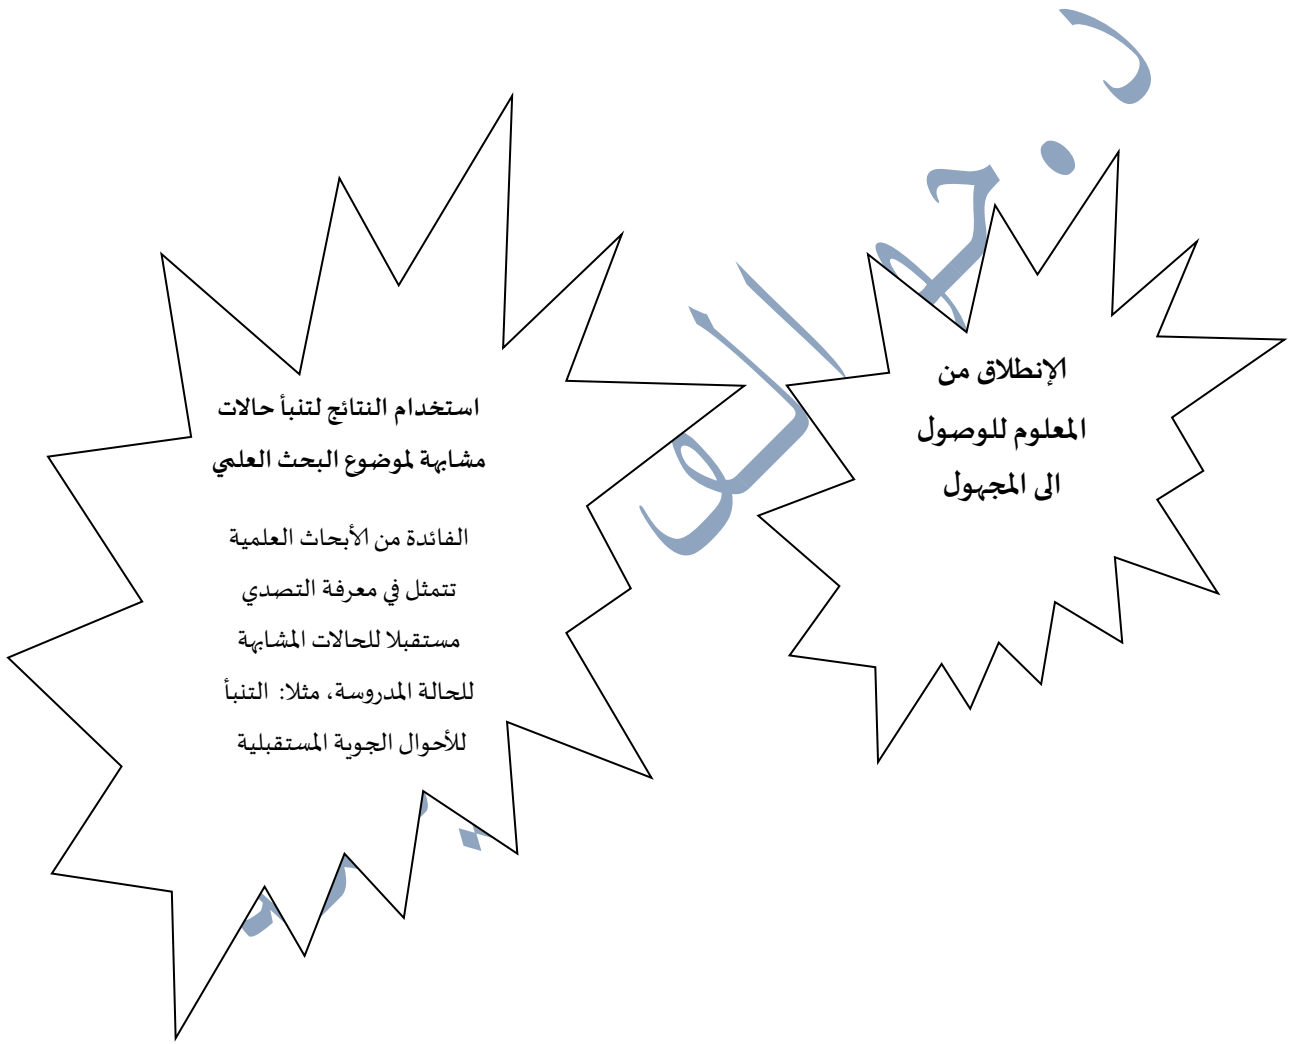 الإنطلاق من
المعلوم للوصول
الى المجهول
استخدام النتائج لتنبأ حالات
مشابهة لموضوع البحث العلمي
الفائدة من الأبحاث العلمية
تتمثل في معرفة التصدي
مستقبلا للحالات المشابهة
للحالة المدروسة، مثلا: التنبأ
للأحوال الجوية المستقبلية